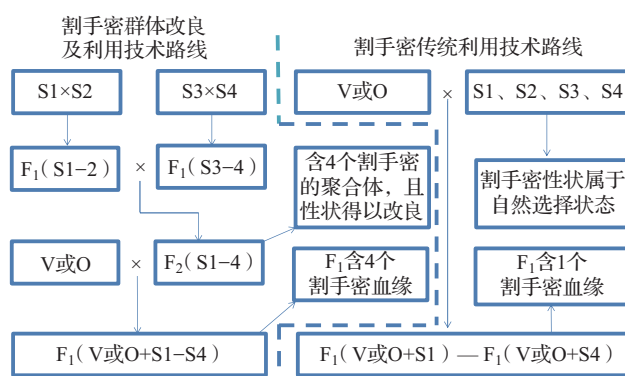 割手密群体改良
及利用技术路线
割手密传统利用技术路线
S1×S2
S3×S4
V或O
×
S1、S2、S3、S4
F₁(S1−2)
×
F₁(S3−4)
含4个割手密
的聚合体，且
性状得以改良
割手密性状属于
自然选择状态
V或O
×
F₂(S1−4)
F₁含4个
割手密血缘
F₁含1个
割手密血缘
F₁(V或O+S1−S4)
F₁(V或O+S1)—F₁(V或O+S4)